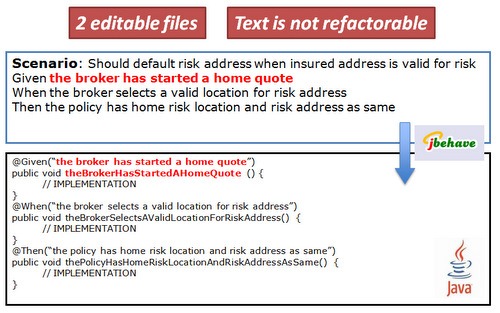 2 editable files
Text is not refactorable
Scenario: Should default risk address when insured address is valid for risk
Given the broker has started a home quote
When the broker selects a valid location for risk address
Then the policy has home risk location and risk address as same
jbehave
@Given("the broker has started a home quote")
public void theBrokerHasStartedAHomeQuote () {
// IMPLEMENTATION
}
@When("the broker selects a valid location for risk address")
public void theBrokerSelectsAValidLocationForRiskAddress() {
// IMPLEMENTATION
}
@Then("the policy has home risk location and risk address as same")
public void thePolicyHasHomeRiskLocationAndRiskAddressAsSame() {
// IMPLEMENTATION
}
Java